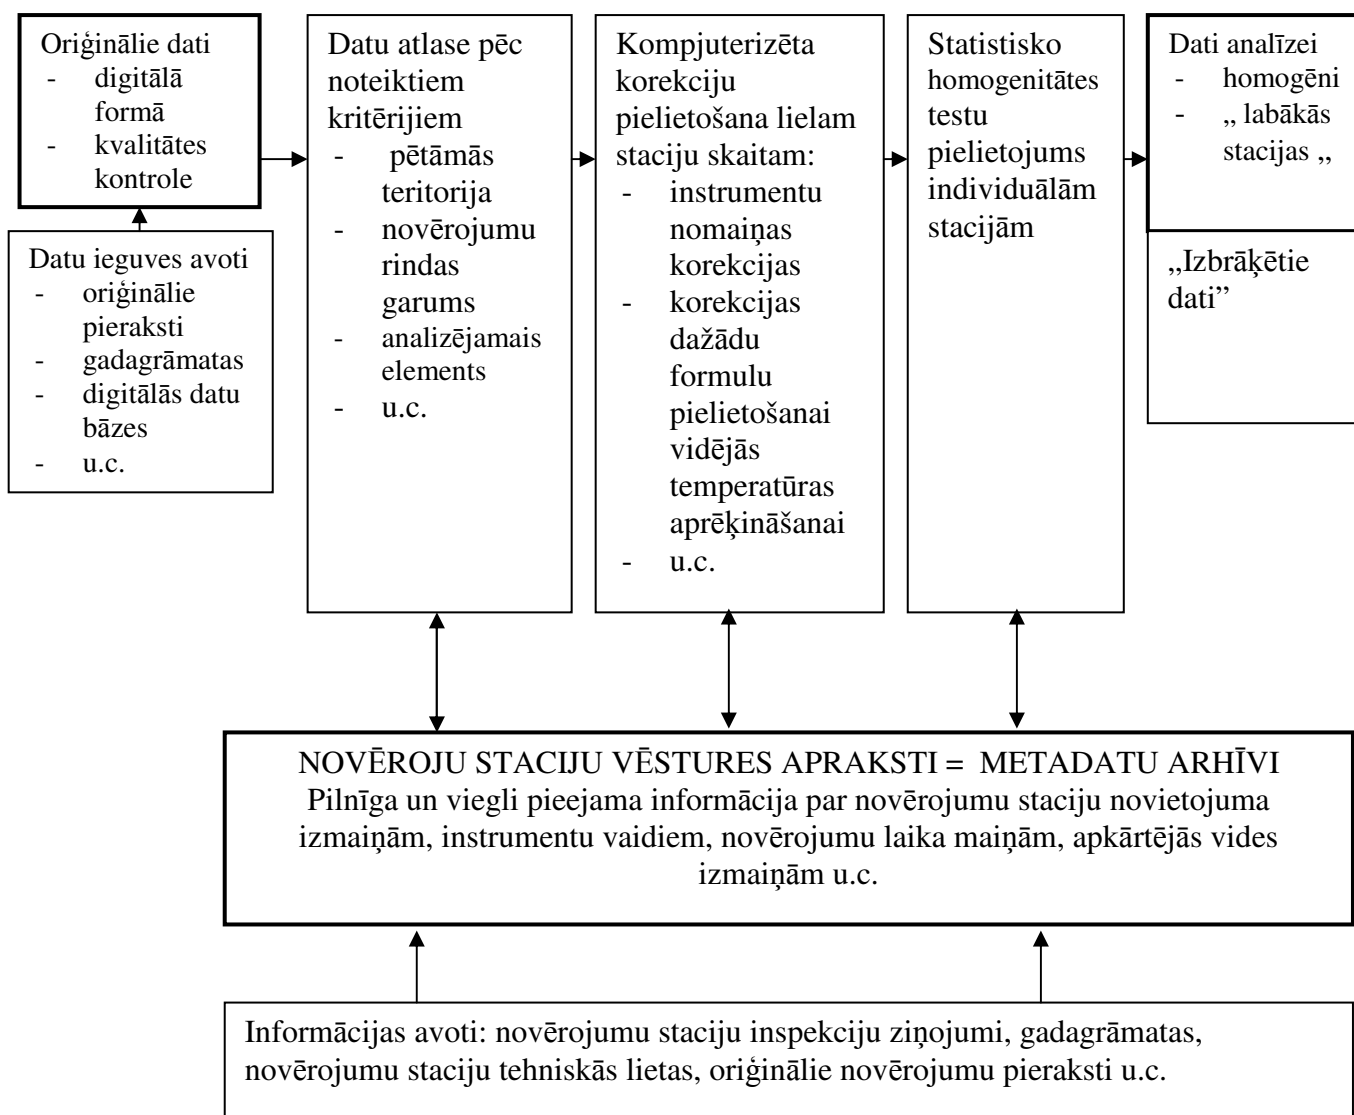 Oriģinālie dati
- digitālā
formā
- kvalitātes
kontrole
Datu ieguves avoti
- oriģinālie
pieraksti
- gadagrāmatas
- digitālās datu
bāzes
- u.c.
Datu atlase pēc
noteiktiem
kritērijiem
- pētāmās
teritorija
- novērojumu
rindas
garums
- analizējamais
elements
- u.c.
Kompjuterizēta
korekciju
pielietošana lielam
staciju skaitam:
- instrumentu
nomaiņas
korekcijas
- korekcijas
dažādu
formulu
pielietošanai
vidējās
temperatūras
aprēķināšanai
- u.c.
Statistisko
homogenitātes
testu
pielietojums
individuālām
stacijām
Dati analīzei
- homogēni
- „ labākās
stacijas „
„Izbrāķētie
dati”
NOVĒROJU STACIJU VĒSTURES APRAKSTI = METADATU ARHĪVI
Pilnīga un viegli pieejama informācija par novērojumu staciju novietojuma
izmaiņām, instrumentu vaidiem, novērojumu laika maiņām, apkārtējās vides
izmaiņām u.c.
Informācijas avoti: novērojumu staciju inspekciju ziņojumi, gadagrāmatas,
novērojumu staciju tehniskās lietas, oriģinālie novērojumu pieraksti u.c.